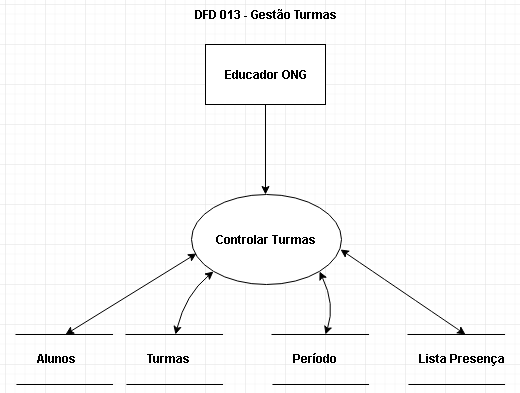 DFD 013 - Gestão Turmas
Educador ONG
Controlar Turmas
Alunos
Turmas
Período
Lista Presença